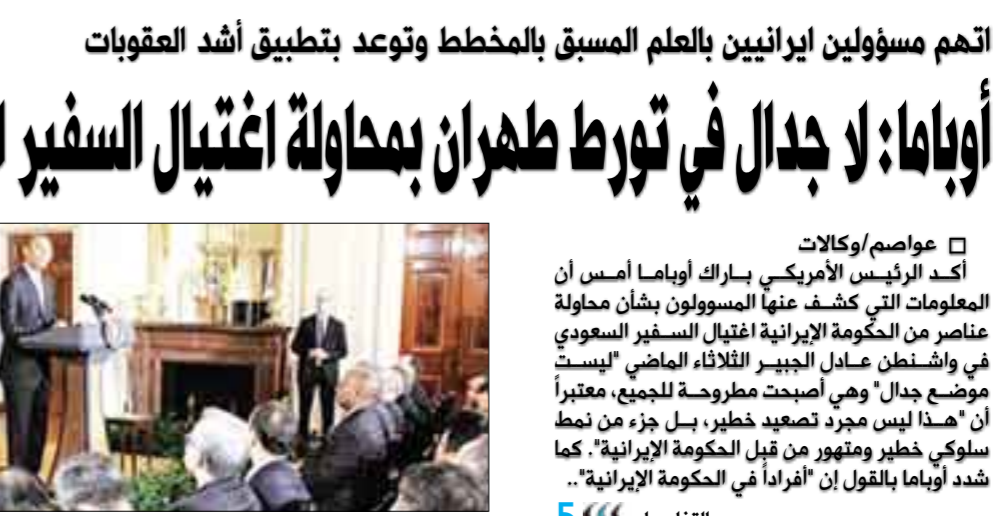 اتهم مسؤولين ايرانيين بالعلم المسبق بالمخطط وتوعد بتطبيق أشد العقوبات
أوباما: لا جدال في تورط طهران بمحاولة اغتيال السفير
□ عواصم/وكالات
أكد الرئيس الأمريكي باراك أوباما أمس أن
المعلومات التي كشف عنها المسوولون بشأن محاولة
عناصر من الحكومة الإيرانية اغتيال السفير السعودي
في واشنطن عادل الجبير الثلاثاء الماضي "ليست
موضع جدال" وهي أصبحت مطروحة للجميع، معتبراً
أن "هذا ليس مجرد تصعيد خطير، بل جزء من نمط
سلوكي خطير ومتهور من قبل الحكومة الإيرانية". كما
شدد أوباما بالقول إن "أفراداً في الحكومة الإيرانية"..
5